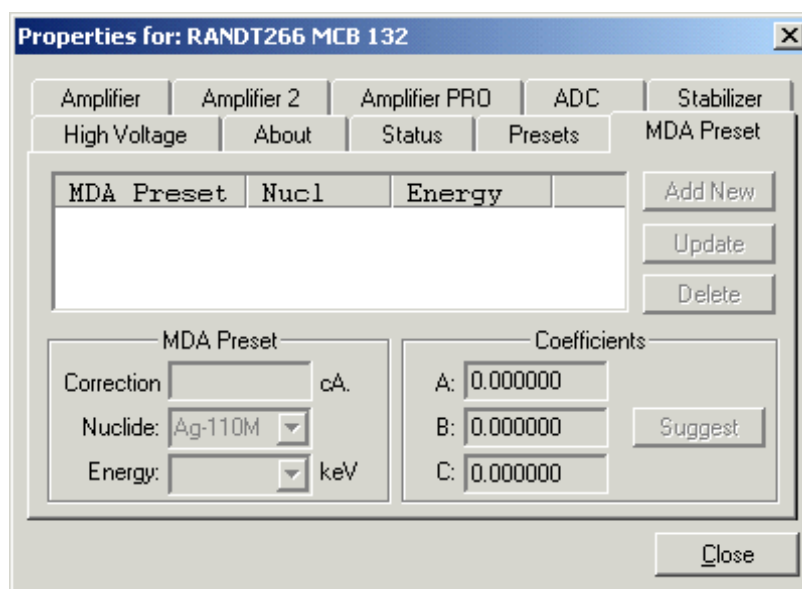 Properties for: RANDT266 MCB 132
Amplifier Amplifier 2 Amplifier PRO ADC Stabilizer
High Voltage About Status Presets MDA Preset
MDA Preset Nucl Energy
Add New
Update
Delete
MDA Preset
Correction cA.
Nuclide: Ag-110M
Energy: keV
Coefficients
A: 0.000000
B: 0.000000
C: 0.000000
Suggest
Close